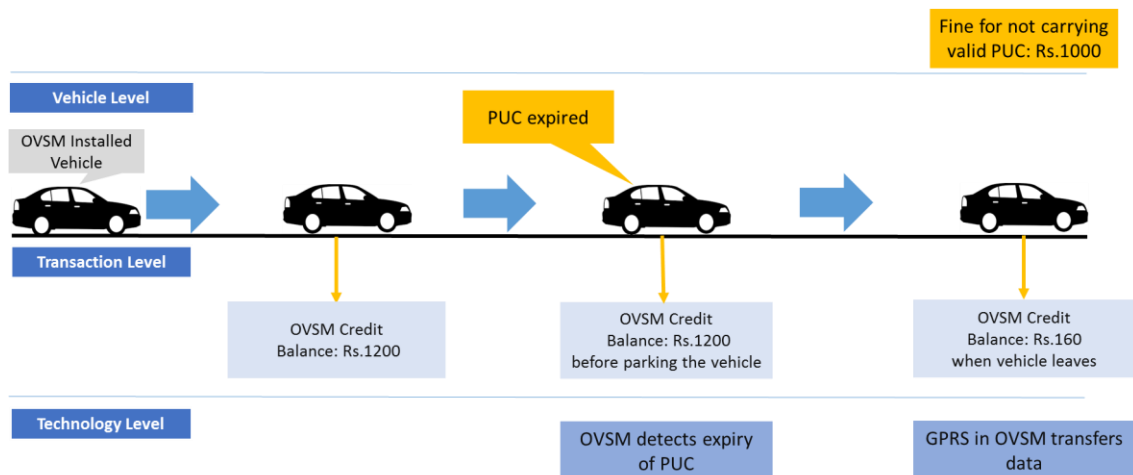 Fine for not carrying
valid PUC: Rs.1000
Vehicle Level
PUC expired
OVSM Installed
Vehicle
Transaction Level
OVSM Credit
Balance: Rs.1200
OVSM Credit
Balance: Rs.1200
before parking the vehicle
OVSM Credit
Balance: Rs.160
when vehicle leaves
Technology Level
OVSM detects expiry
of PUC
GPRS in OVSM transfers
data